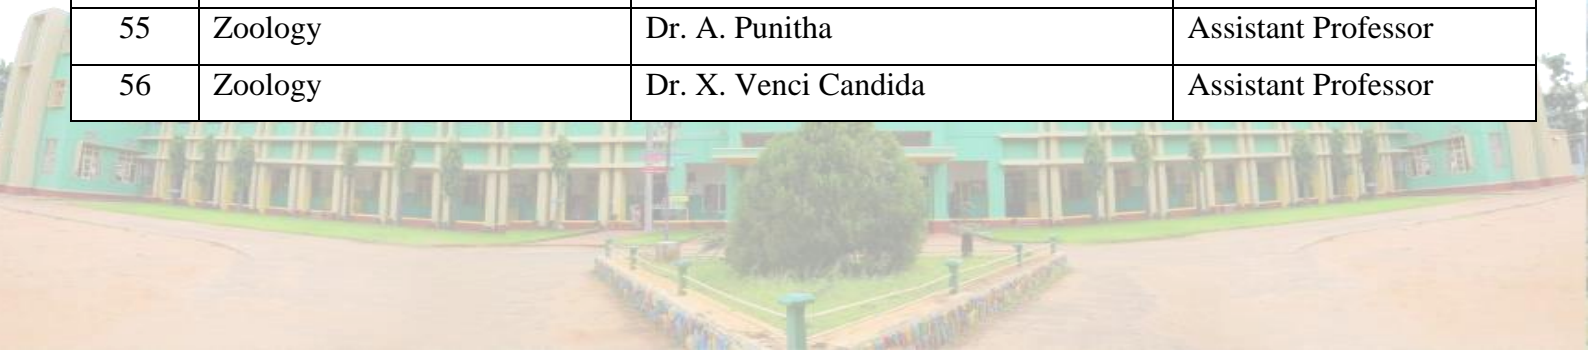 55 Zoology Dr. A. Punitha Assistant Professor
56 Zoology Dr. X. Venci Candida Assistant Professor